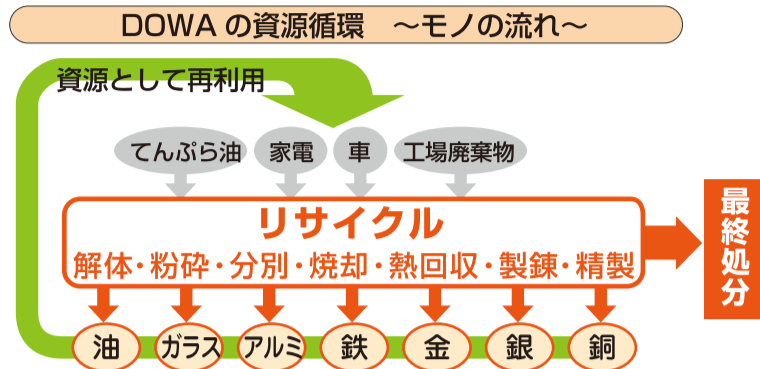 DOWAの資源循環　〜モノの流れ〜
資源として再利用
てんぷら油
家電
車
工場廃棄物
リサイクル
解体・粉砕・分別・焼却・熱回収・製錬・精製
最終処分
油
ガラス
アルミ
鉄
金
銀
銅